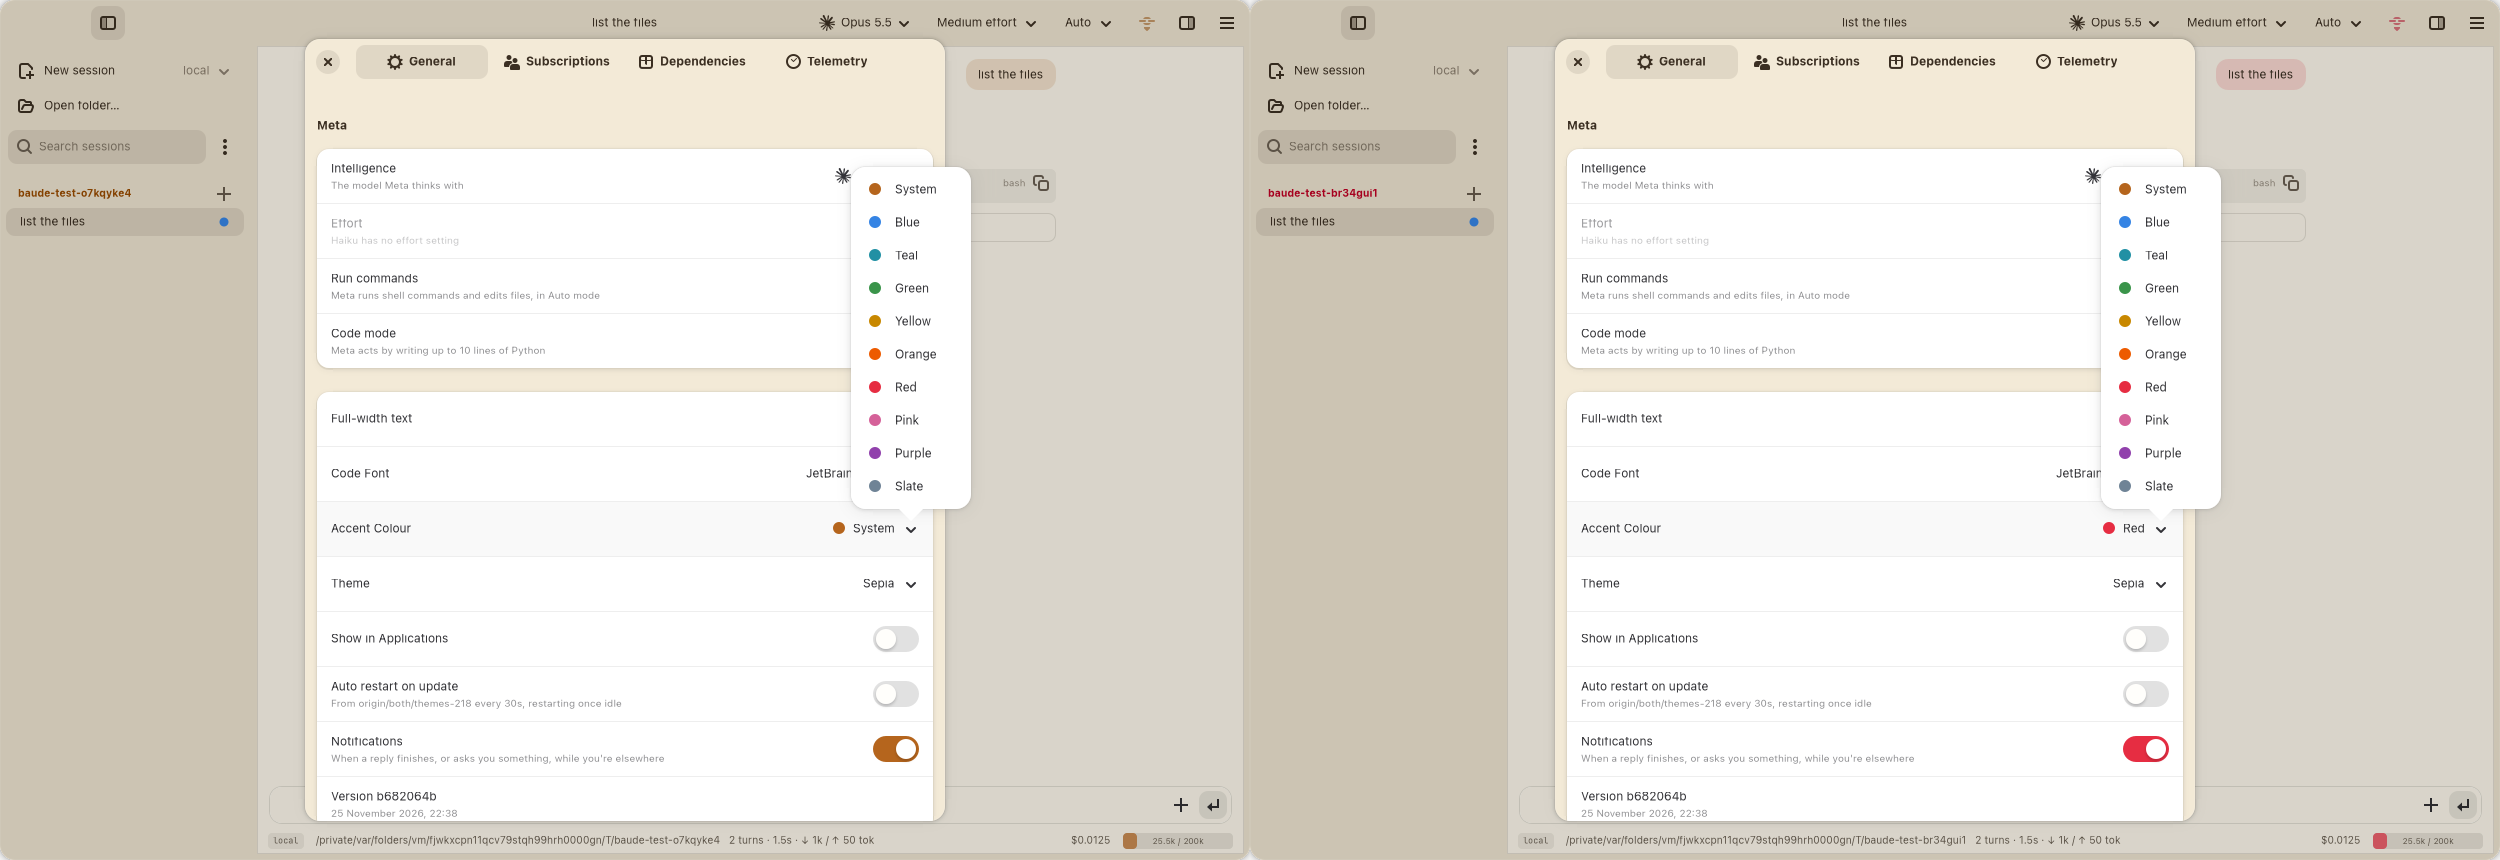 list the files
Opus 5.5
Medium effort
Auto
New session
local
Open folder...
Search sessions
baude-test-o7kqyke4
list the files
General
Subscriptions
Dependencies
Telemetry
list the files
bash
Meta
Intelligence
The model Meta thinks with
Effort
Haiku has no effort setting
Run commands
Meta runs shell commands and edits files, in Auto mode
Code mode
Meta acts by writing up to 10 lines of Python
System
Blue
Teal
Green
Yellow
Orange
Red
Pink
Purple
Slate
Full-width text
Code Font
JetBrain
Accent Colour
System
Theme
Sepia
Show in Applications
Auto restart on update
From origin/both/themes-218 every 30s, restarting once idle
Notifications
When a reply finishes, or asks you something, while you're elsewhere
Version b682064b
25 November 2026, 22:38
local
/private/var/folders/vm/fjwkxcpn11qcv79stqh99hrh0000gn/T/baude-test-o7kqyke4
2 turns · 1.5s · ↓ 1k / ↑ 50 tok
$0.0125
25.5k / 200k
list the files
Opus 5.5
Medium effort
Auto
New session
local
Open folder...
Search sessions
baude-test-br34gui1
list the files
General
Subscriptions
Dependencies
Telemetry
list the files
bash
Meta
Intelligence
The model Meta thinks with
Effort
Haiku has no effort setting
Run commands
Meta runs shell commands and edits files, in Auto mode
Code mode
Meta acts by writing up to 10 lines of Python
System
Blue
Teal
Green
Yellow
Orange
Red
Pink
Purple
Slate
Full-width text
Code Font
JetBrain
Accent Colour
Red
Theme
Sepia
Show in Applications
Auto restart on update
From origin/both/themes-218 every 30s, restarting once idle
Notifications
When a reply finishes, or asks you something, while you're elsewhere
Version b682064b
25 November 2026, 22:38
local
/private/var/folders/vm/fjwkxcpn11qcv79stqh99hrh0000gn/T/baude-test-br34gui1
2 turns · 1.5s · ↓ 1k / ↑ 50 tok
$0.0125
25.5k / 200k